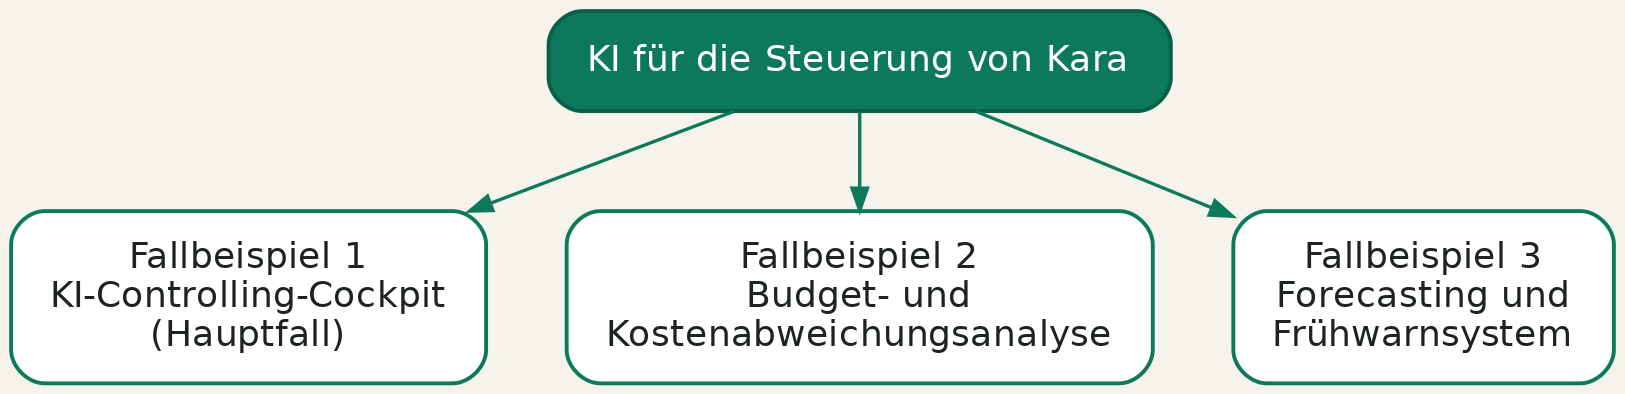 KI für die Steuerung von Kara
Fallbeispiel 1
KI-Controlling-Cockpit
(Hauptfall)
Fallbeispiel 2
Budget- und
Kostenabweichungsanalyse
Fallbeispiel 3
Forecasting und
Frühwarnsystem